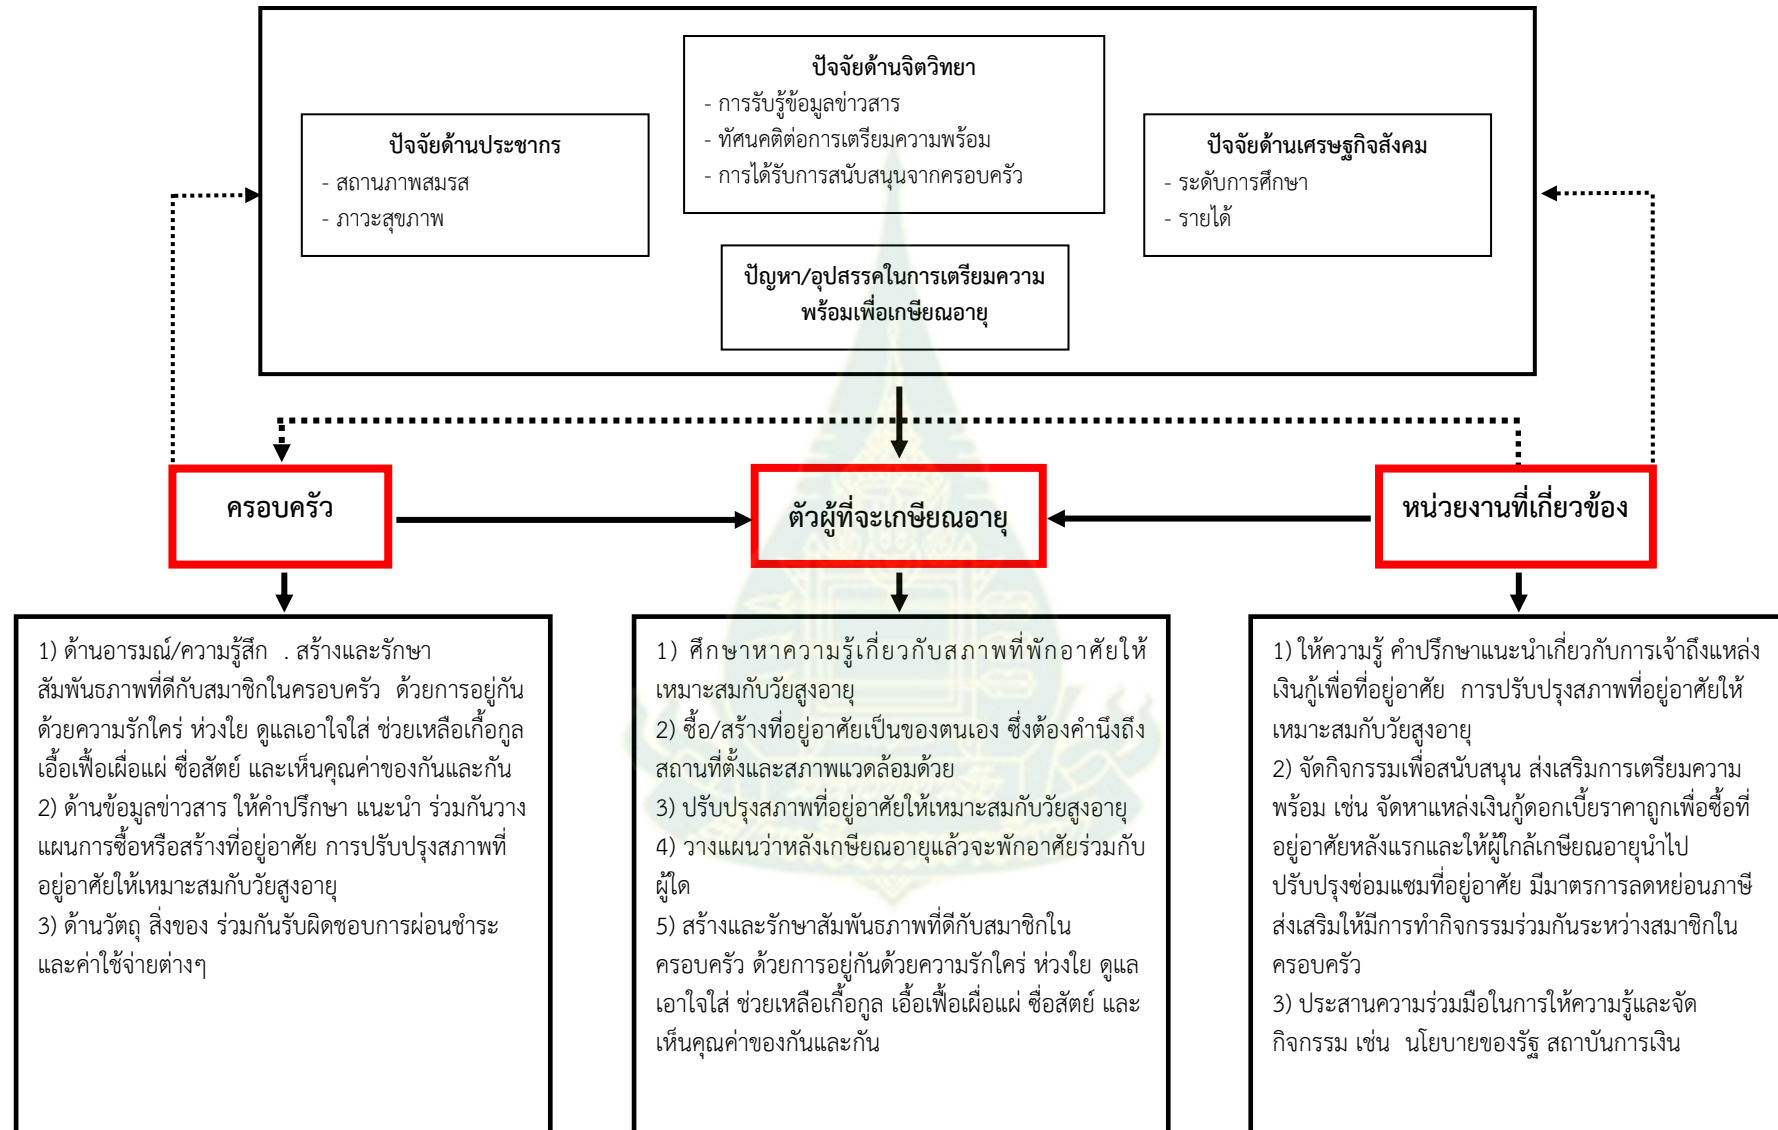 ปัจจัยด้านจิตวิทยา
- การรับรู้ข้อมูลข่าวสาร
- ทัศนคติต่อการเตรียมความพร้อม
- การได้รับการสนับสนุนจากครอบครัว
ปัจจัยด้านประชากร
- สถานภาพสมรส
- ภาวะสุขภาพ
ปัจจัยด้านเศรษฐกิจสังคม
- ระดับการศึกษา
- รายได้
ปัญหา/อุปสรรคในการเตรียมความ
พร้อมเพื่อเกษียณอายุ
ครอบครัว
ตัวผู้ที่จะเกษียณอายุ
หน่วยงานที่เกี่ยวข้อง
1) ด้านอารมณ์/ความรู้สึก . สร้างและรักษา
สัมพันธภาพที่ดีกับสมาชิกในครอบครัว ด้วยการอยู่กัน
ด้วยความรักใคร่ ห่วงใย ดูแลเอาใจใส่ ช่วยเหลือเกื้อกูล
เอื้อเฟื้อเผื่อแผ่ ซื่อสัตย์ และเห็นคุณค่าของกันและกัน
2) ด้านข้อมูลข่าวสาร ให้คำปรึกษา แนะนำ ร่วมกันวาง
แผนการซื้อหรือสร้างที่อยู่อาศัย การปรับปรุงสภาพที่
อยู่อาศัยให้เหมาะสมกับวัยสูงอายุ
3) ด้านวัตถุ สิ่งของ ร่วมกันรับผิดชอบการผ่อนชำระ
และค่าใช้จ่ายต่างๆ
1) ศึกษาหาความรู้เกี่ยวกับสภาพที่พักอาศัยให้
เหมาะสมกับวัยสูงอายุ
2) ซื้อ/สร้างที่อยู่อาศัยเป็นของตนเอง ซึ่งต้องคำนึงถึง
สถานที่ตั้งและสภาพแวดล้อมด้วย
3) ปรับปรุงสภาพที่อยู่อาศัยให้เหมาะสมกับวัยสูงอายุ
4) วางแผนว่าหลังเกษียณอายุแล้วจะพักอาศัยร่วมกับ
ผู้ใด
5) สร้างและรักษาสัมพันธภาพที่ดีกับสมาชิกใน
ครอบครัว ด้วยการอยู่กันด้วยความรักใคร่ ห่วงใย ดูแล
เอาใจใส่ ช่วยเหลือเกื้อกูล เอื้อเฟื้อเผื่อแผ่ ซื่อสัตย์ และ
เห็นคุณค่าของกันและกัน
1) ให้ความรู้ คำปรึกษาแนะนำเกี่ยวกับการเจ้าถึงแหล่ง
เงินกู้เพื่อที่อยู่อาศัย การปรับปรุงสภาพที่อยู่อาศัยให้
เหมาะสมกับวัยสูงอายุ
2) จัดกิจกรรมเพื่อสนับสนุน ส่งเสริมการเตรียมความ
พร้อม เช่น จัดหาแหล่งเงินกู้ดอกเบี้ยราคาถูกเพื่อซื้อที่
อยู่อาศัยหลังแรกและให้ผู้ใกล้เกษียณอายุนำไป
ปรับปรุงซ่อมแซมที่อยู่อาศัย มีมาตรการลดหย่อนภาษี
ส่งเสริมให้มีการทำกิจกรรมร่วมกันระหว่างสมาชิกใน
ครอบครัว
3) ประสานความร่วมมือในการให้ความรู้และจัด
กิจกรรม เช่น นโยบายของรัฐ สถาบันการเงิน